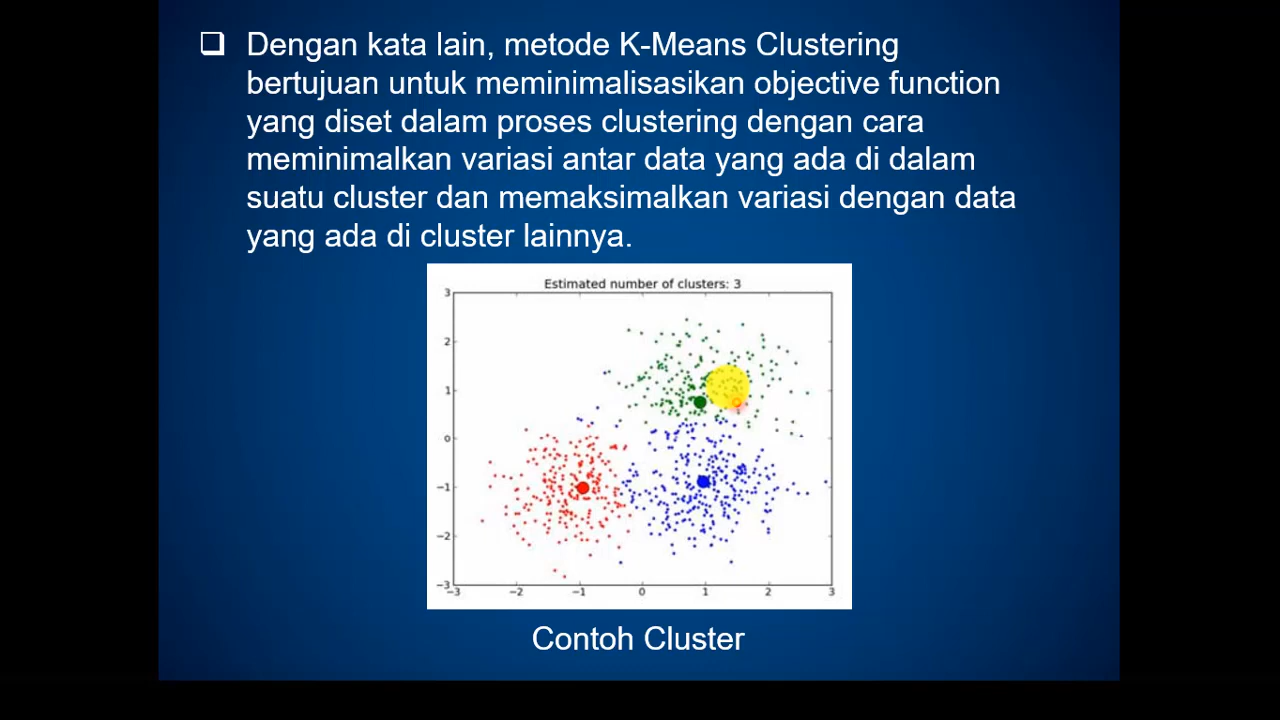 Dengan kata lain, metode K-Means Clustering
bertujuan untuk meminimalisasikan objective function
yang diset dalam proses clustering dengan cara
meminimalkan variasi antar data yang ada di dalam
suatu cluster dan memaksimalkan variasi dengan data
yang ada di cluster lainnya.
Estimated number of clusters: 3
3
2
1
0
−1
−2
−3
−3 −2 −1 0 1 2 3
Contoh Cluster